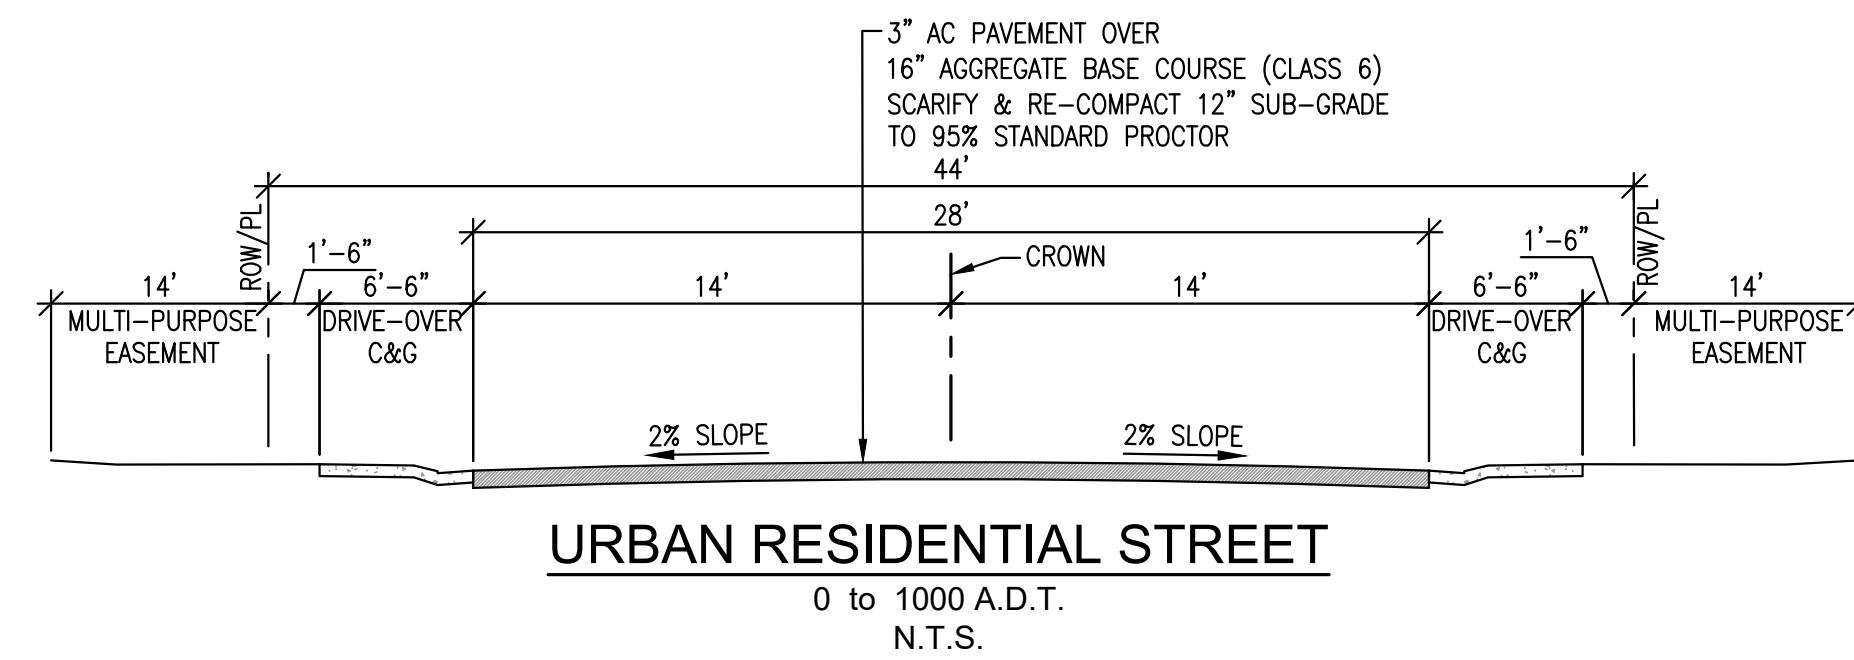 3" AC PAVEMENT OVER
16" AGGREGATE BASE COURSE (CLASS 6)
SCARIFY & RE-COMPACT 12" SUB-GRADE
TO 95% STANDARD PROCTOR
44'
ROW/PL
28'
ROW/PL
1'-6"
CROWN
1'-6"
14'
6'-6"
14'
14'
6'-6"
14'
MULTI-PURPOSE
EASEMENT
DRIVE-OVER
C&G
DRIVE-OVER
C&G
MULTI-PURPOSE
EASEMENT
2% SLOPE
2% SLOPE
URBAN RESIDENTIAL STREET
0 to 1000 A.D.T.
N.T.S.